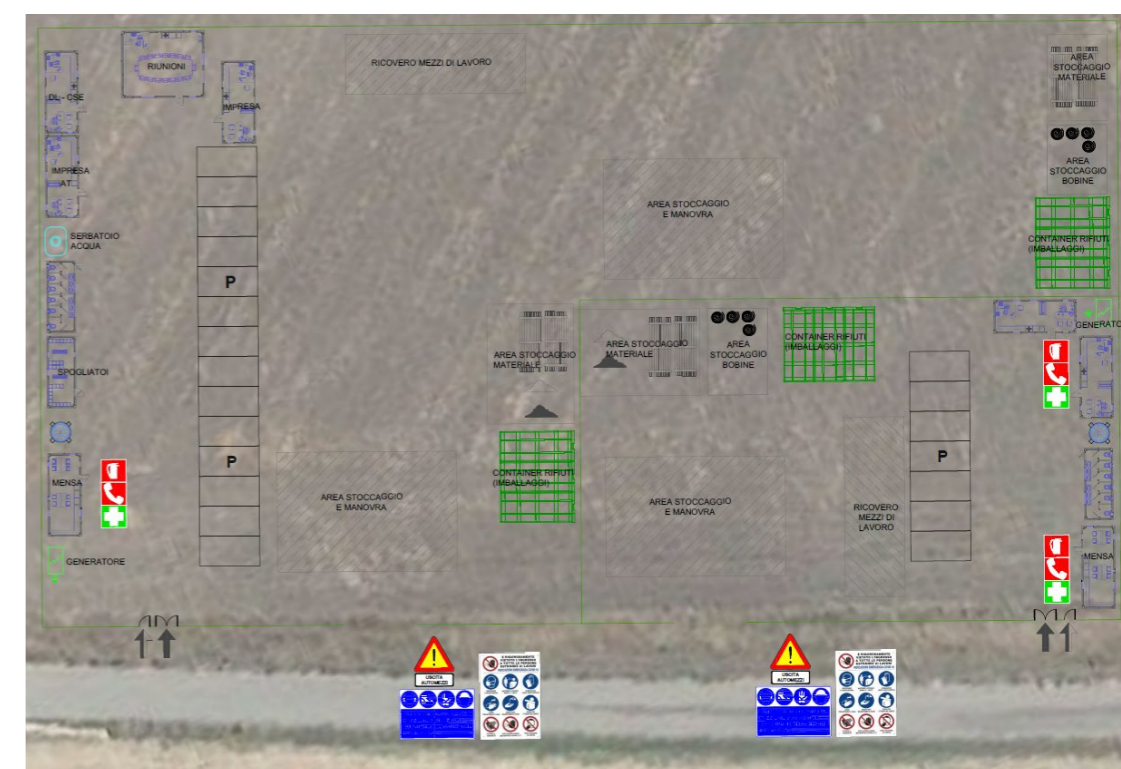 RIUNIONI
RICOVERO MEZZI DI LAVORO
AREA
STOCCAGGIO
MATERIALE
DL - CSE
IMPRESA
IMPRESA
AT
AREA
STOCCAGGIO
BOBINE
AREA STOCCAGGIO
E MANOVRA
SERBATOIO
ACQUA
CONTAINER RIFIUTI
(IMBALLAGGI)
P
GENERATO
SPOGLIATOI
AREA STOCCAGGIO
MATERIALE
AREA STOCCAGGIO
MATERIALE
AREA
STOCCAGGIO
BOBINE
CONTAINER RIFIUTI
(IMBALLAGGI)
P
P
MENSA
CONTAINER RIFIUTI
(IMBALLAGGI)
AREA STOCCAGGIO
E MANOVRA
AREA STOCCAGGIO
E MANOVRA
RICOVERO
MEZZI DI
LAVORO
GENERATORE
MENSA
USCITA
AUTOMEZZI
USCITA
AUTOMEZZI